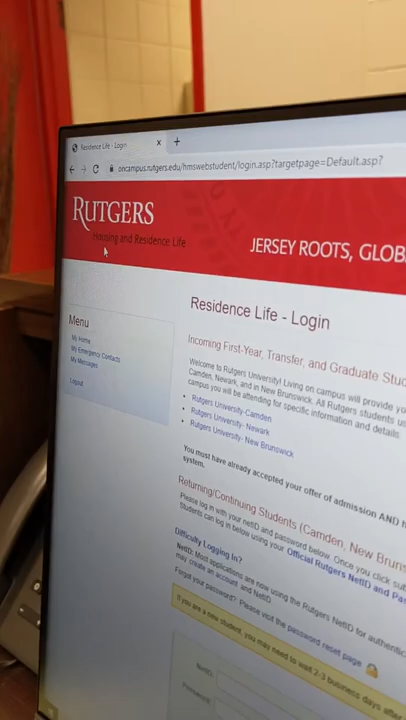 Residence Life - Login
oncampus.rutgers.edu/hmswebstudent/login.asp?targetpage=Default.asp?
RUTGERS
Housing and Residence Life
JERSEY ROOTS, GLOB
Menu
My Home
My Emergency Contacts
My Messages
Logout
Residence Life - Login
Incoming First-Year, Transfer, and Graduate Stud
Welcome to Rutgers University! Living on campus will provide yo
Camden, Newark, and in New Brunswick. All Rutgers students us
campus you will be attending for specific information and details
Rutgers University-Camden
Rutgers University- Newark
Rutgers University- New Brunswick
You must have already accepted your offer of admission AND h
system.
Returning/Continuing Students (Camden, New Bruns
Please log in with your netID and password below. Once you click su
Students can log in below using your Official Rutgers NetID and Pas
Difficulty Logging In?
NetID: Most applications are now using the Rutgers NetID for authentic
may create an account and NetID
Forgot your password? Please visit the password reset page
If you are a new student, you may need to wait 2-3 business days afte
NetID:
Password: